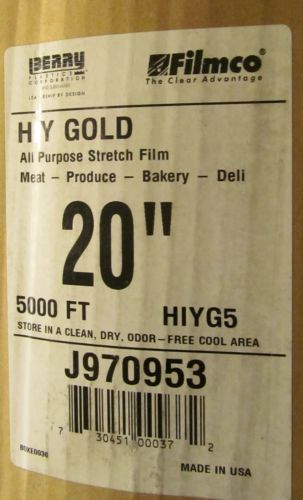 BERRY
PLASTICS
CORPORATION
LEADERSHIP BY DESIGN
Filmco®
The Clear Advantage
HIY GOLD
All Purpose Stretch Film
Meat – Produce – Bakery – Deli
20"
5000 FT HIYG5
STORE IN A CLEAN, DRY, ODOR–FREE COOL AREA
J970953
7 30451 00037 2
BOXE0036
MADE IN USA